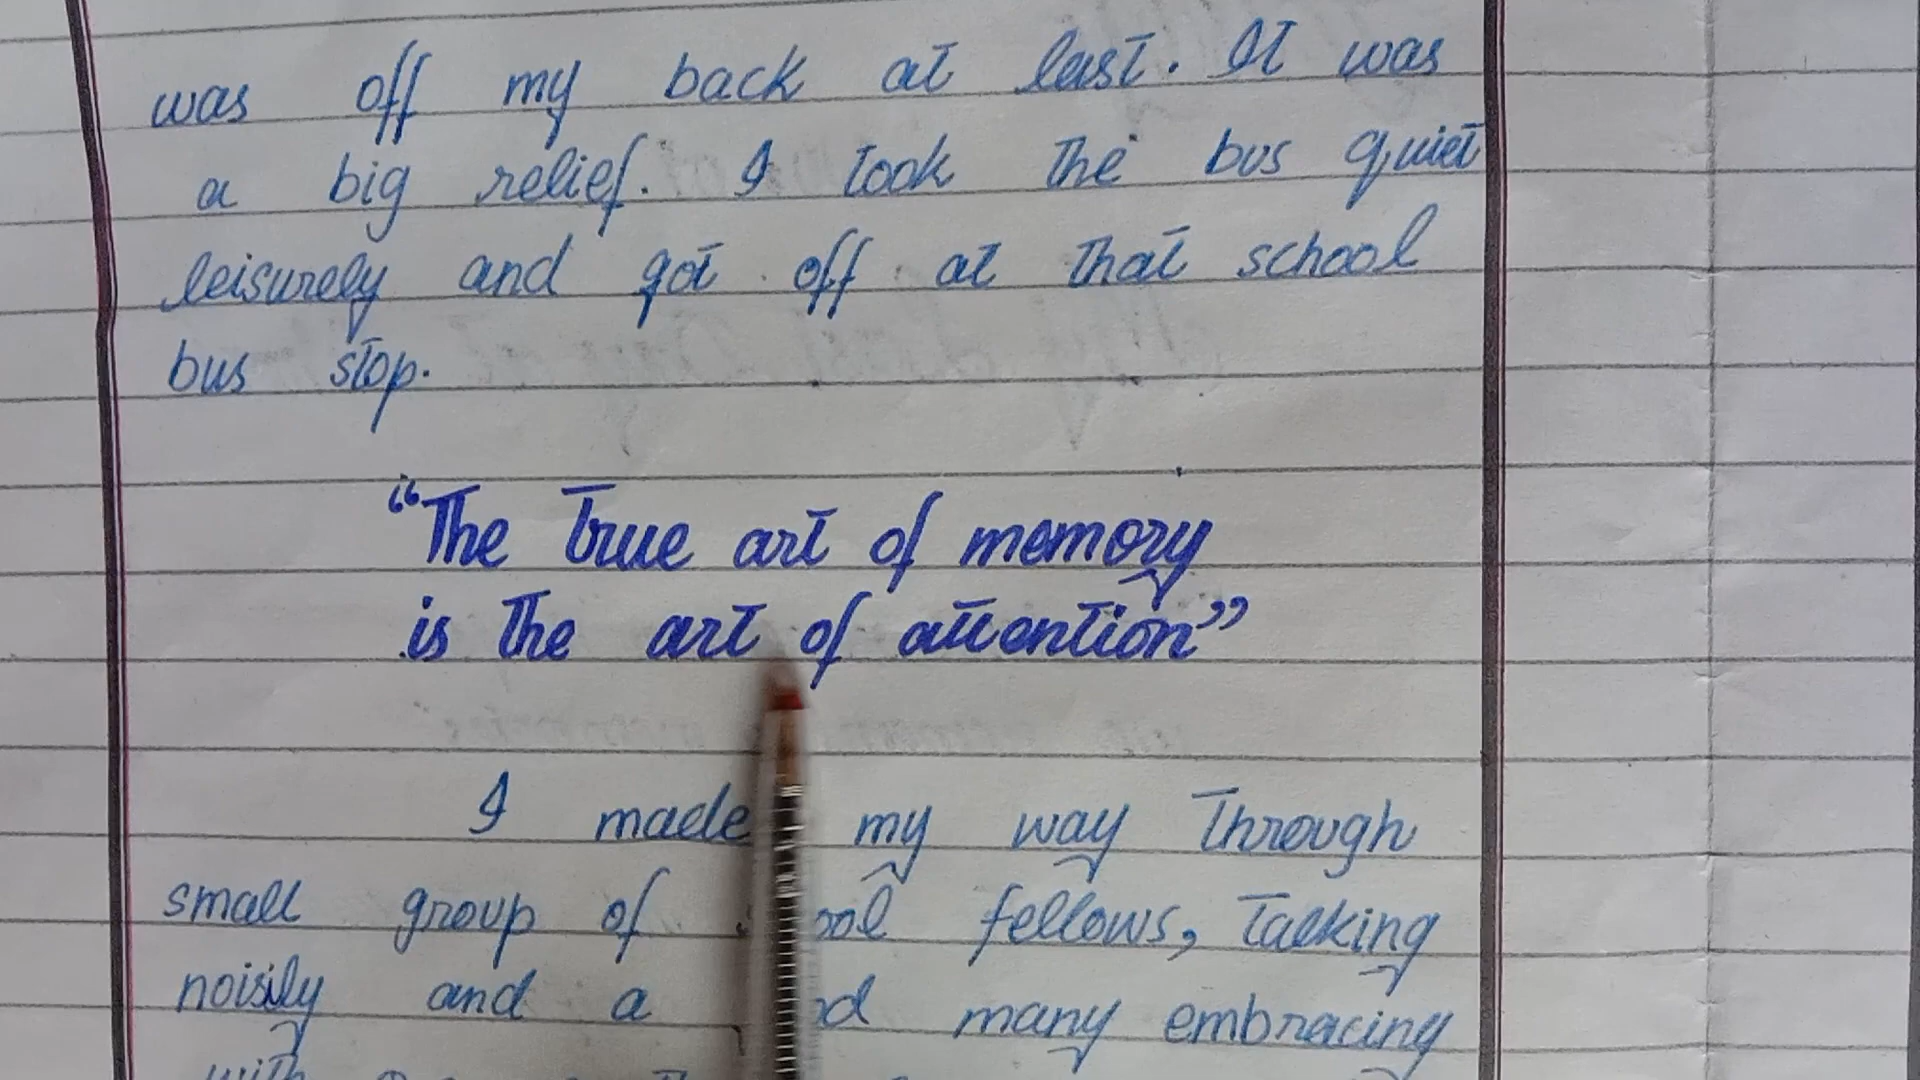 was off my back at last. It was
a big relief. I took the bus quiet
leisurely and got off at that school
bus stop.
"The true art of memory
is the art of attention"
I made my way through
small group of fellows, talking
noisily and a many embracing
with